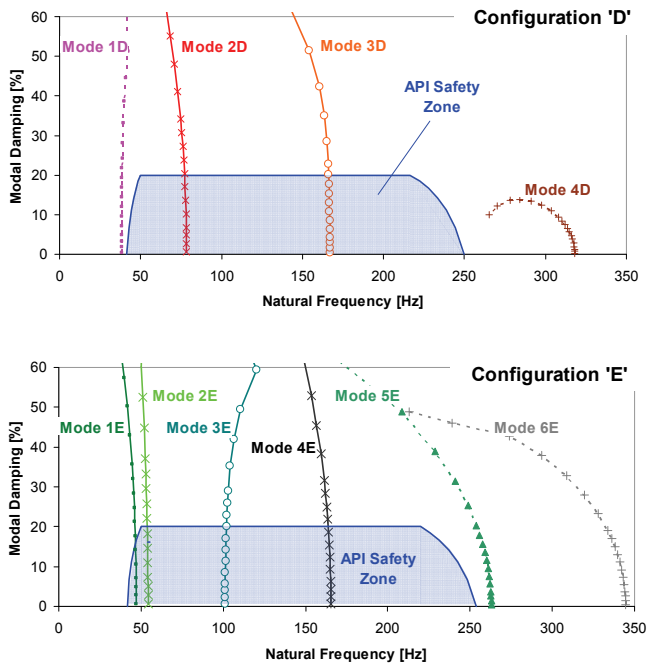 Configuration 'D'
Modal Damping [%]
60
50
40
30
20
10
0
Mode 1D
Mode 2D
Mode 3D
API Safety
Zone
Mode 4D
0 50 100 150 200 250 300 350
Natural Frequency [Hz]
Configuration 'E'
Modal Damping [%]
60
50
40
30
20
10
0
Mode 2E
Mode 5E
Mode 1E
Mode 3E
Mode 6E
Mode 4E
API Safety
Zone
0 50 100 150 200 250 300 350
Natural Frequency [Hz]